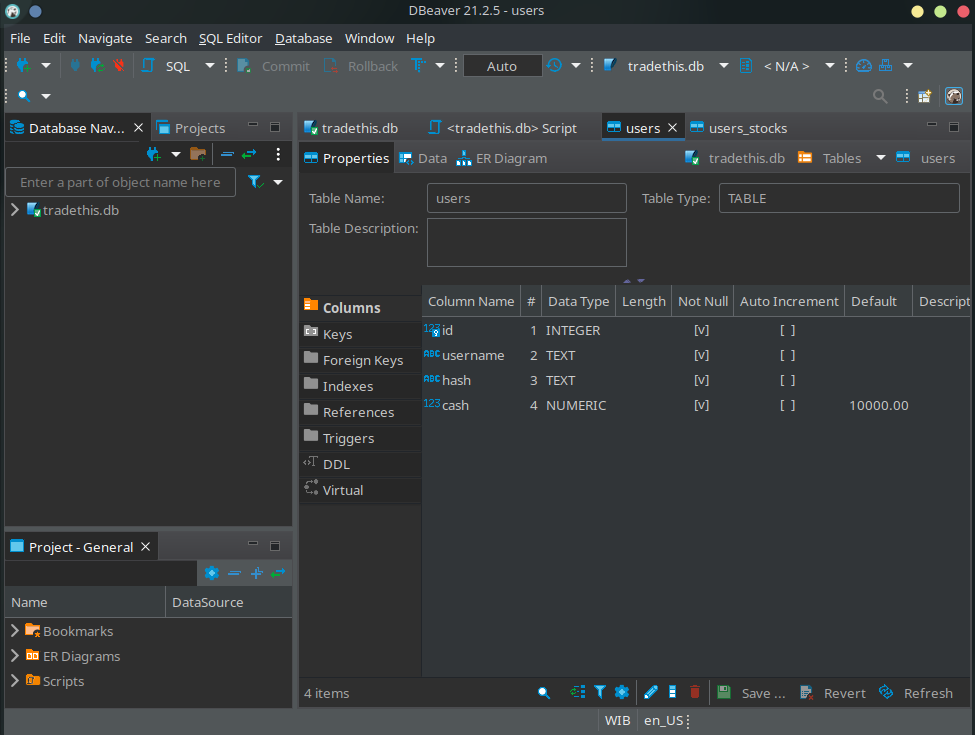 DBeaver 21.2.5 - users
File Edit Navigate Search SQL Editor Database Window Help
SQL Commit Rollback Auto tradethis.db < N/A >
Database Nav... Projects
Enter a part of object name here
tradethis.db
tradethis.db <tradethis.db> Script users users_stocks
Properties Data ER Diagram tradethis.db Tables users
Table Name: users Table Type: TABLE
Table Description:
Columns
Keys
Foreign Keys
Indexes
References
Triggers
DDL
Virtual
Column Name # Data Type Length Not Null Auto Increment Default Descript
123 id 1 INTEGER [v] [ ]
ABC username 2 TEXT [v] [ ]
ABC hash 3 TEXT [v] [ ]
123 cash 4 NUMERIC [v] [ ] 10000.00
Project - General
Name DataSource
Bookmarks
ER Diagrams
Scripts
4 items Save ... Revert Refresh
WIB en_US